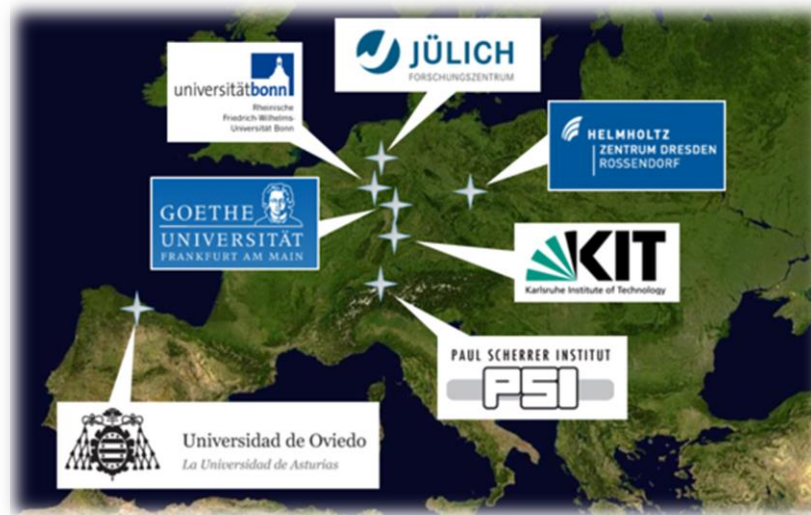 JÜLICH
FORSCHUNGSZENTRUM
universitätbonn
Rheinische
Friedrich-Wilhelms-
Universität Bonn
HELMHOLTZ
ZENTRUM DRESDEN
ROSSENDORF
GOETHE
UNIVERSITÄT
FRANKFURT AM MAIN
KIT
Karlsruhe Institute of Technology
PAUL SCHERRER INSTITUT
PSI
Universidad de Oviedo
La Universidad de Asturias